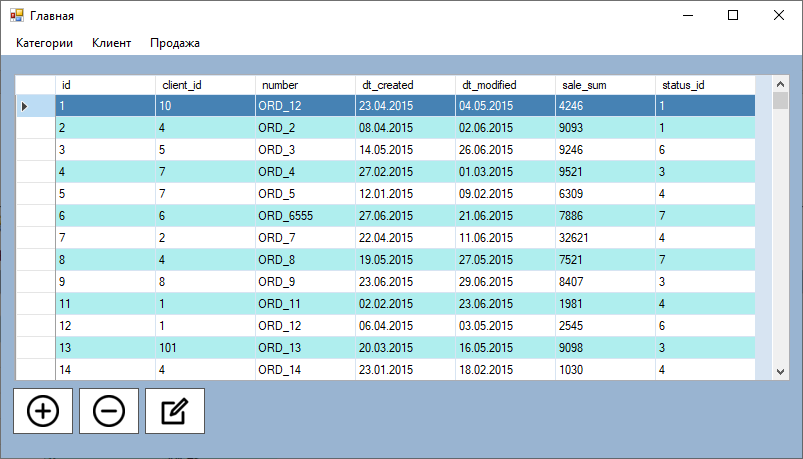 Главная
Категории Клиент Продажа
id client_id number dt_created dt_modified sale_sum status_id
1 10 ORD_12 23.04.2015 04.05.2015 4246 1
2 4 ORD_2 08.04.2015 02.06.2015 9093 1
3 5 ORD_3 14.05.2015 26.06.2015 9246 6
4 7 ORD_4 27.02.2015 01.03.2015 9521 3
5 7 ORD_5 12.01.2015 09.02.2015 6309 4
6 6 ORD_6555 27.06.2015 21.06.2015 7886 7
7 2 ORD_7 22.04.2015 11.06.2015 32621 4
8 4 ORD_8 19.05.2015 27.05.2015 7521 7
9 8 ORD_9 23.06.2015 29.06.2015 8407 3
11 1 ORD_11 02.02.2015 23.06.2015 1981 4
12 1 ORD_12 06.04.2015 03.05.2015 2545 6
13 101 ORD_13 20.03.2015 16.05.2015 9098 3
14 4 ORD_14 23.01.2015 18.02.2015 1030 4